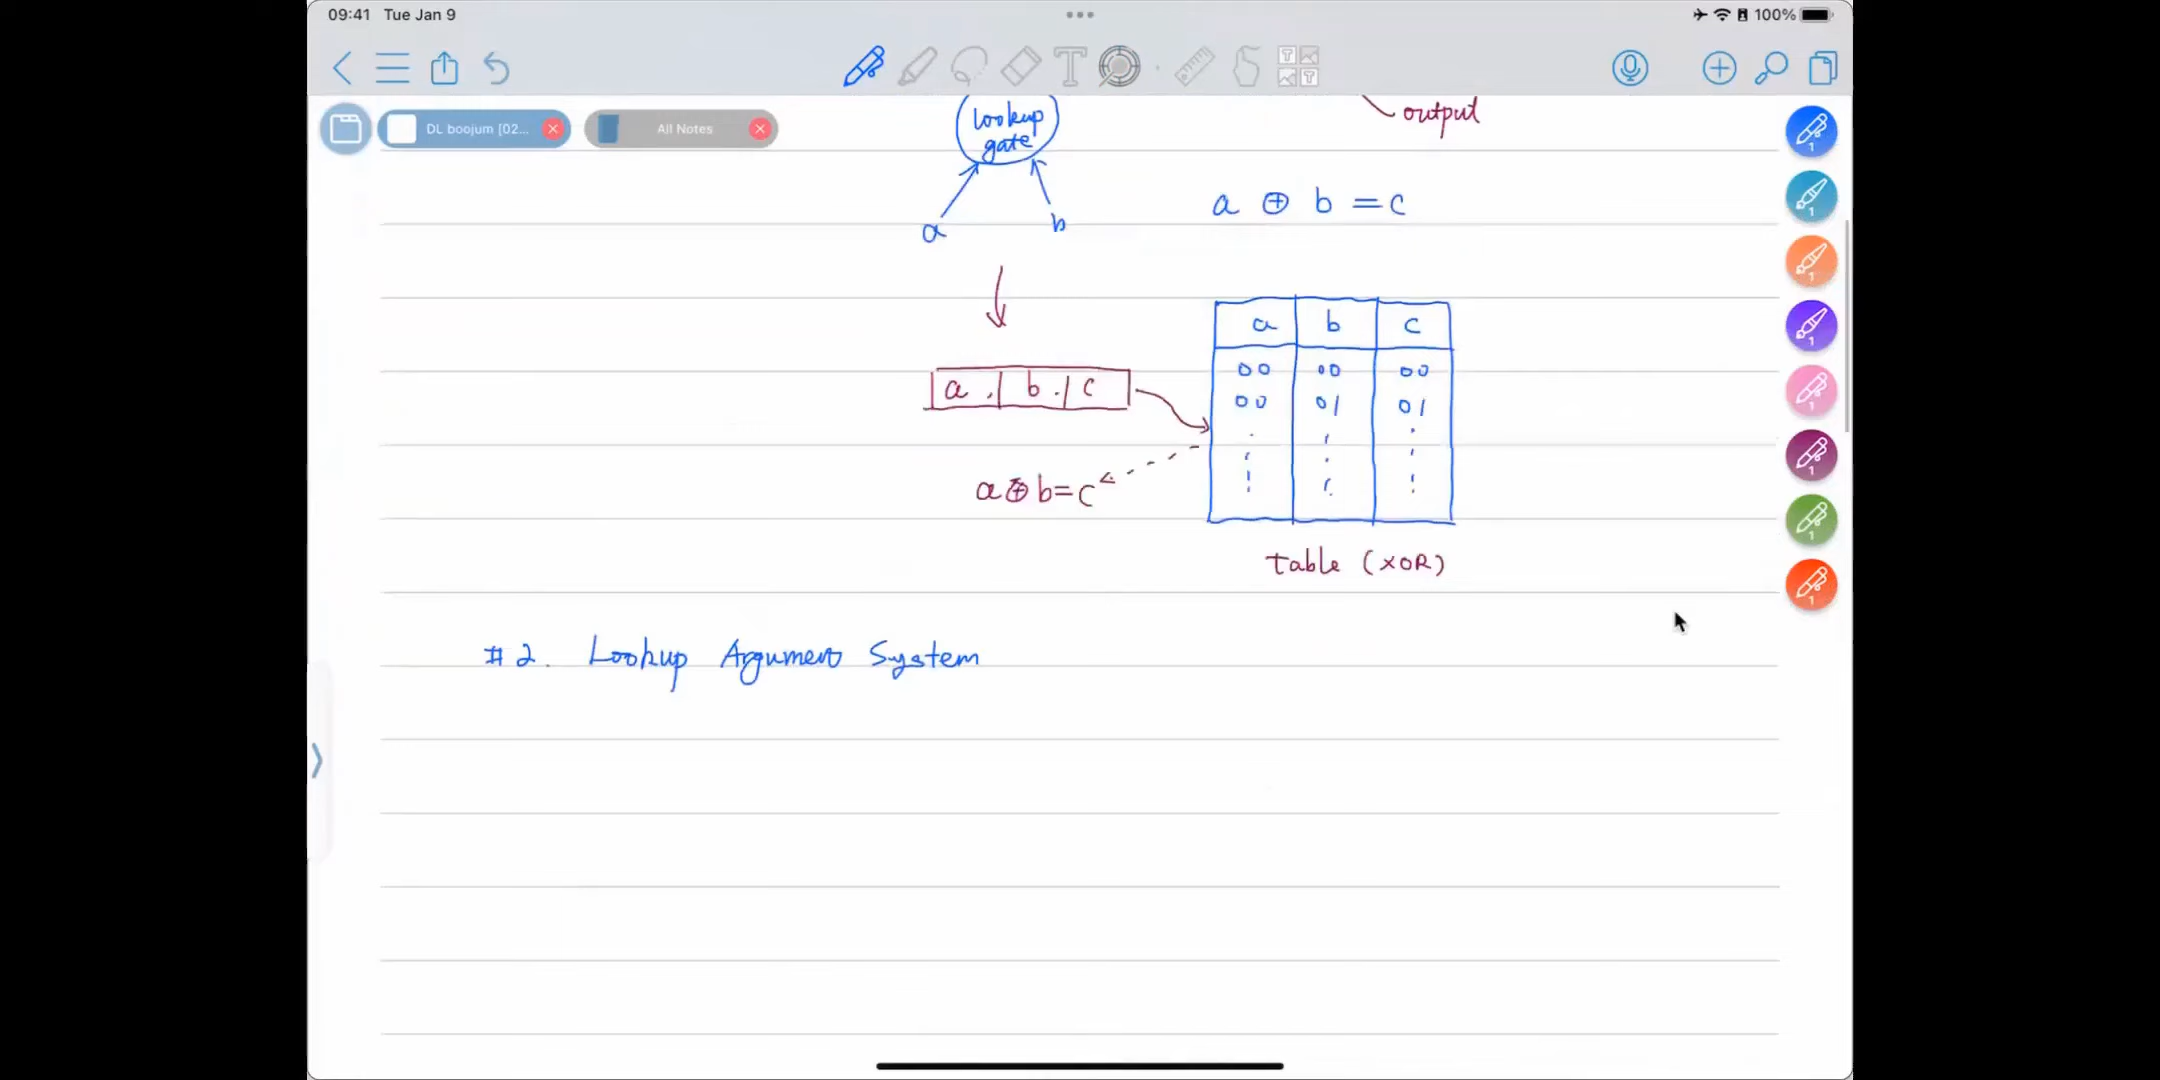 09:41 Tue Jan 9
100%
DL boojum [02...
All Notes
lookup
gate
output
a b
a ⊕ b = c
a b c
00 00 00
00 01 01
a b c
a⊕b=c
table (XOR)
#2. Lookup Argument System